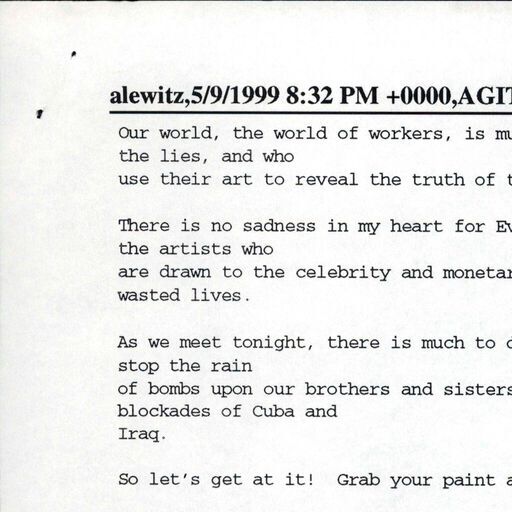 alewitz,5/9/1999 8:32 PM +0000,AGIT
Our world, the world of workers, is mu
the lies, and who
use their art to reveal the truth of t
There is no sadness in my heart for Ev
the artists who
are drawn to the celebrity and monetar
wasted lives.
As we meet tonight, there is much to
stop the rain
of bombs upon our brothers and sisters
blockades of Cuba and
Iraq.
So let's get at it!  Grab your paint a